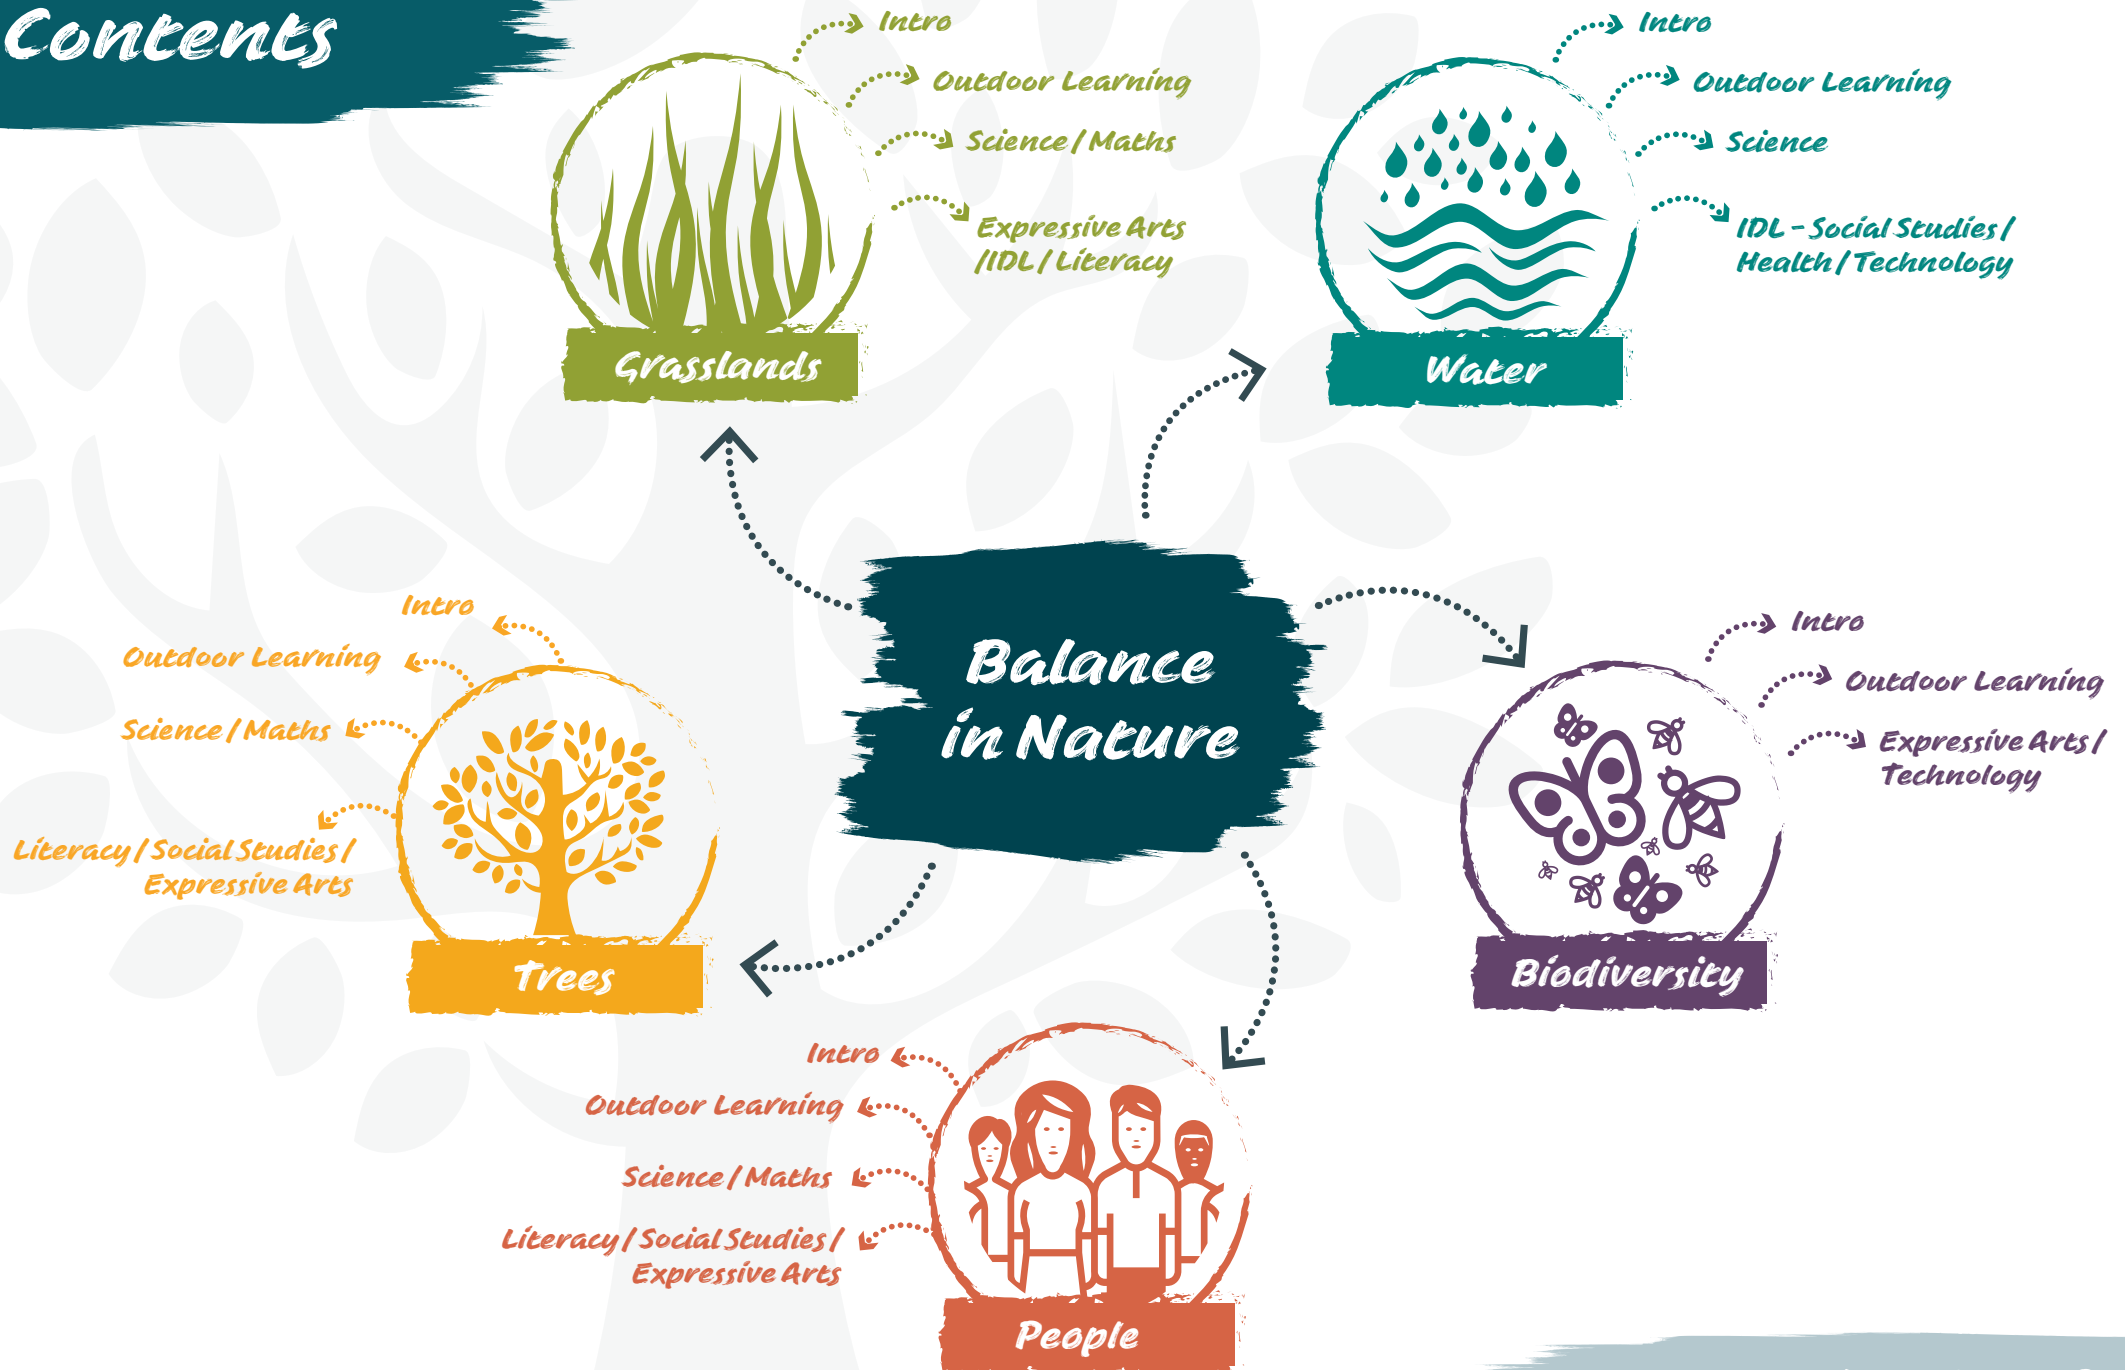 Contents
Intro
Outdoor Learning
Science / Maths
Expressive Arts
/IDL / Literacy
Grasslands
Intro
Outdoor Learning
Science
IDL - Social Studies /
Health / Technology
Water
Balance
in Nature
Intro
Outdoor Learning
Science / Maths
Literacy / Social Studies /
Expressive Arts
Trees
Intro
Outdoor Learning
Expressive Arts /
Technology
Biodiversity
Intro
Outdoor Learning
Science / Maths
Literacy / Social Studies /
Expressive Arts
People